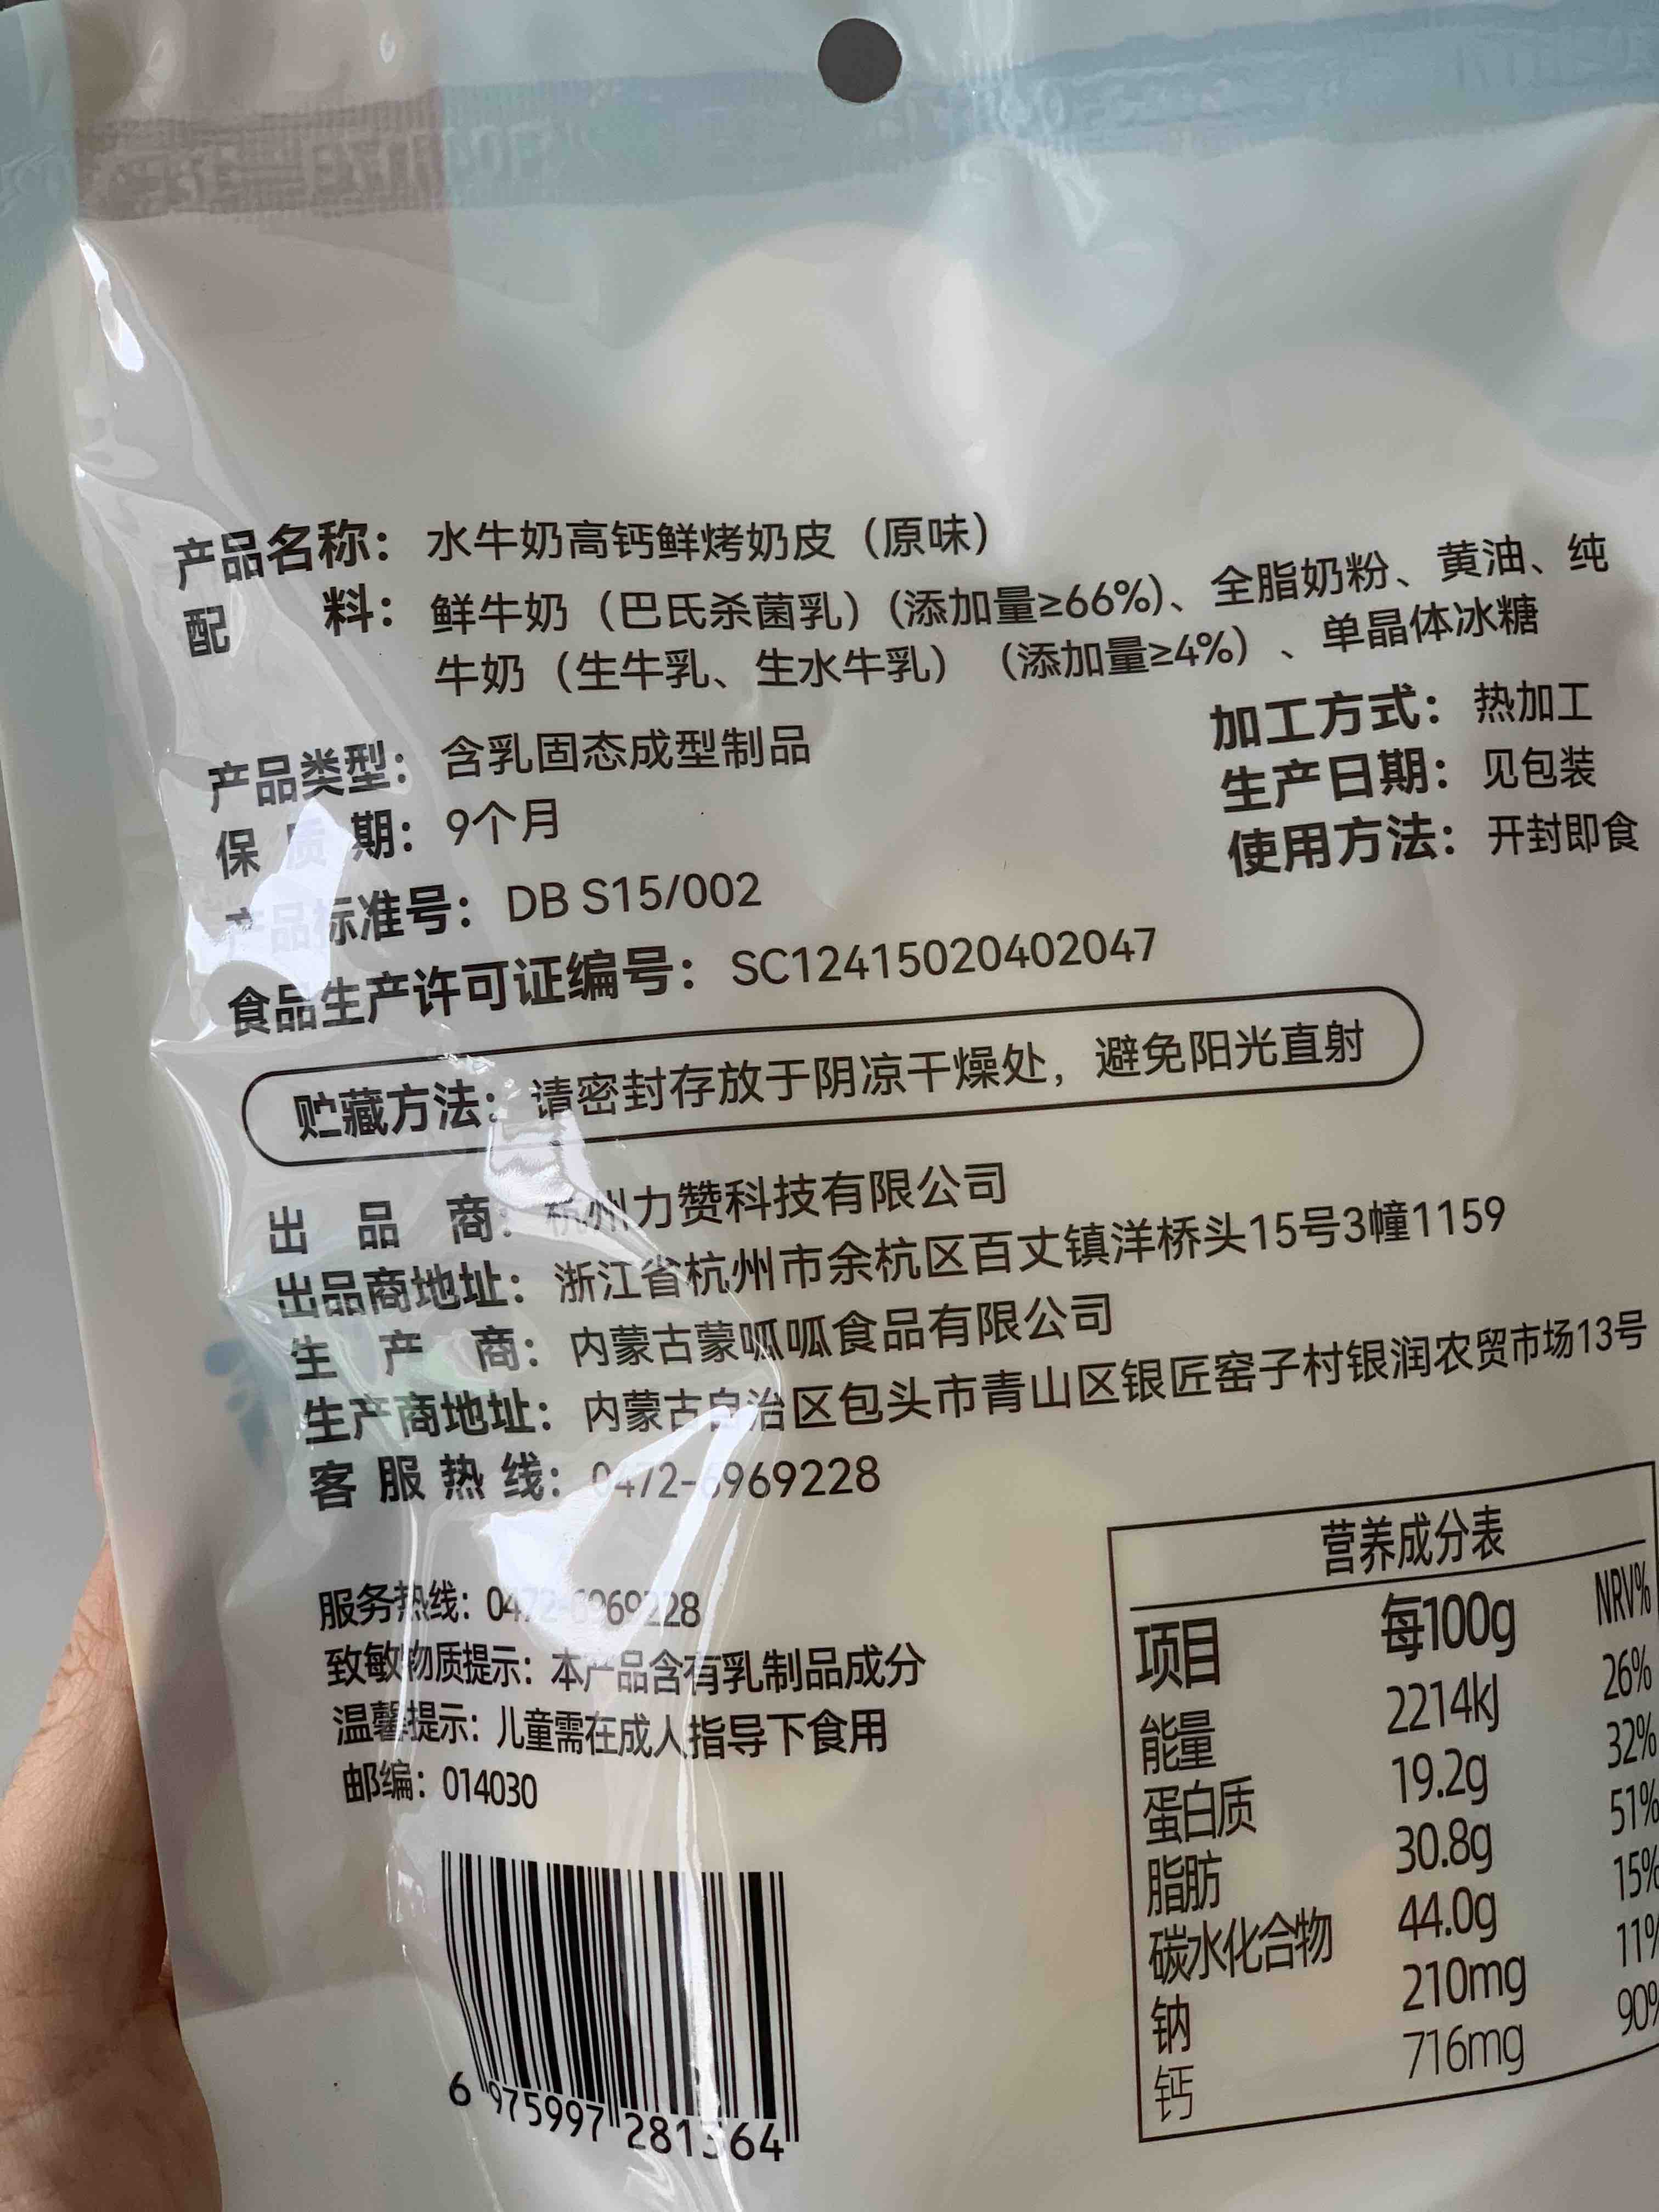 产品名称：水牛奶高钙鲜烤奶皮（原味）
配料：鲜牛奶（巴氏杀菌乳）(添加量≥66%)、全脂奶粉、黄油、纯
牛奶（生牛乳、生水牛乳）（添加量≥4%）、单晶体冰糖
产品类型：含乳固态成型制品
加工方式：热加工
保质期：9个月
生产日期：见包装
使用方法：开封即食
产品标准号：DB S15/002
食品生产许可证编号：SC12415020402047
贮藏方法：请密封存放于阴凉干燥处，避免阳光直射
出品商：杭州力赞科技有限公司
出品商地址：浙江省杭州市余杭区百丈镇洋桥头15号3幢1159
生产商：内蒙古蒙呱呱食品有限公司
生产商地址：内蒙古自治区包头市青山区银匠窑子村银润农贸市场13号
客服热线：0472-6969228
服务热线：0472-6969228
致敏物质提示：本产品含有乳制品成分
温馨提示：儿童需在成人指导下食用
邮编：014030
营养成分表
项目 每100g NRV%
能量 2214kJ 26%
蛋白质 19.2g 32%
脂肪 30.8g 51%
碳水化合物 44.0g 15%
钠 210mg 11%
钙 716mg 90%
6 975997 281364